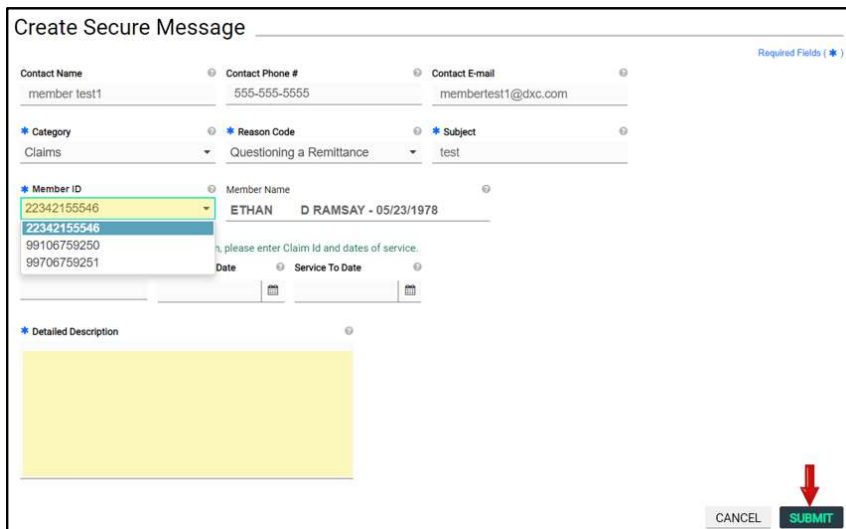 Create Secure Message
Required Fields ( * )
Contact Name
Contact Phone #
Contact E-mail
member test1
555-555-5555
membertest1@dxc.com
* Category
* Reason Code
* Subject
Claims
Questioning a Remittance
test
* Member ID
Member Name
22342155546
ETHAN D RAMSAY - 05/23/1978
22342155546
99106759250
99706759251
, please enter Claim Id and dates of service.
Date
Service To Date
* Detailed Description
CANCEL
SUBMIT